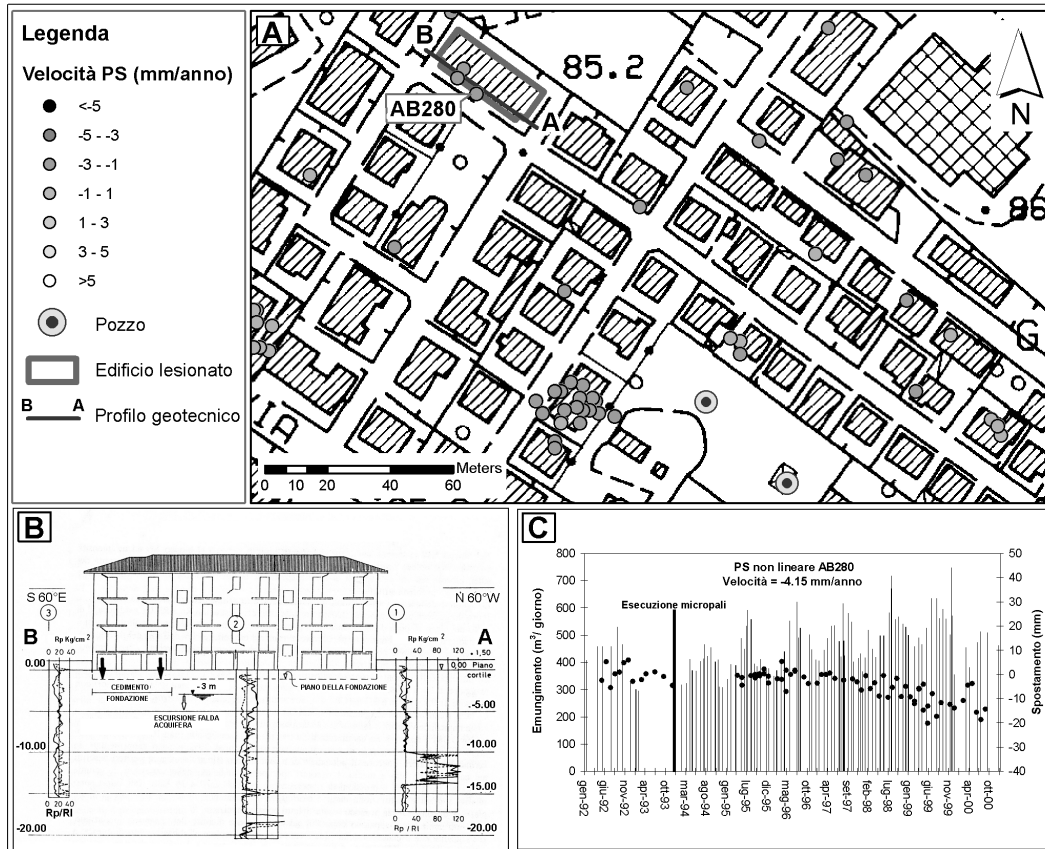 Legenda
Velocità PS (mm/anno)
<-5
-5 - -3
-3 - -1
-1 - 1
1 - 3
3 - 5
>5
Pozzo
Edificio lesionato
B A
Profilo geotecnico
A
B
85.2
AB280
A
N
86
G
Meters
0 10 20 40 60
B
S 60°E
N 60°W
3
2
1
B
A
Rp Kg/cm²
0 20 40
Rp Kg/cm²
0 40 80 120
+1,50
0.00
0,00 Piano
cortile
CEDIMENTO
FONDAZIONE
- 3 m
PIANO DELLA FONDAZIONE
ESCURSIONE FALDA
ACQUIFERA
-5.00
-10.00
-10.00
-15.00
-20.00
-20.00
0 20 40
Rp/Rl
0 40 80 120
Rp / Rl
C
PS non lineare AB280
Velocità = -4.15 mm/anno
Esecuzione micropali
Emungimento (m³/ giorno)
800
700
600
500
400
300
200
100
0
Spostamento (mm)
50
40
30
20
10
0
-10
-20
-30
-40
gen-92
giu-92
nov-92
apr-93
ott-93
mar-94
ago-94
gen-95
lug-95
dic-95
mag-96
ott-96
apr-97
set-97
feb-98
lug-98
gen-99
giu-99
nov-99
apr-00
ott-00